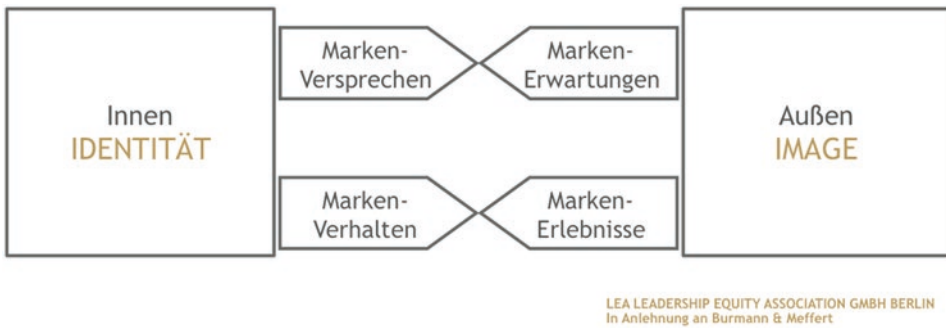 Innen
IDENTITÄT
Marken-
Versprechen
Marken-
Erwartungen
Marken-
Verhalten
Marken-
Erlebnisse
Außen
IMAGE
LEA LEADERSHIP EQUITY ASSOCIATION GMBH BERLIN
In Anlehnung an Burmann & Meffert